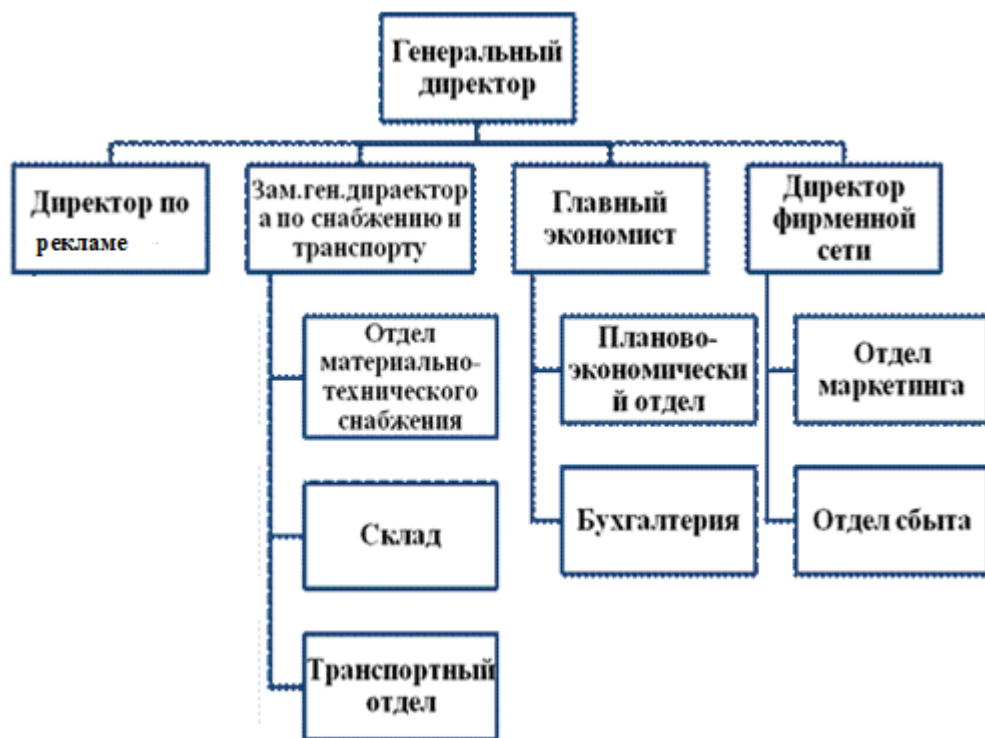 Генеральный
директор
Директор по
рекламе
Зам.ген.дираектор
а по снабжению и
транспорту
Главный
экономист
Директор
фирменной
сети
Отдел
материально-
технического
снабжения
Планово-
экономически
й отдел
Отдел
маркетинга
Склад
Бухгалтерия
Отдел сбыта
Транспортный
отдел